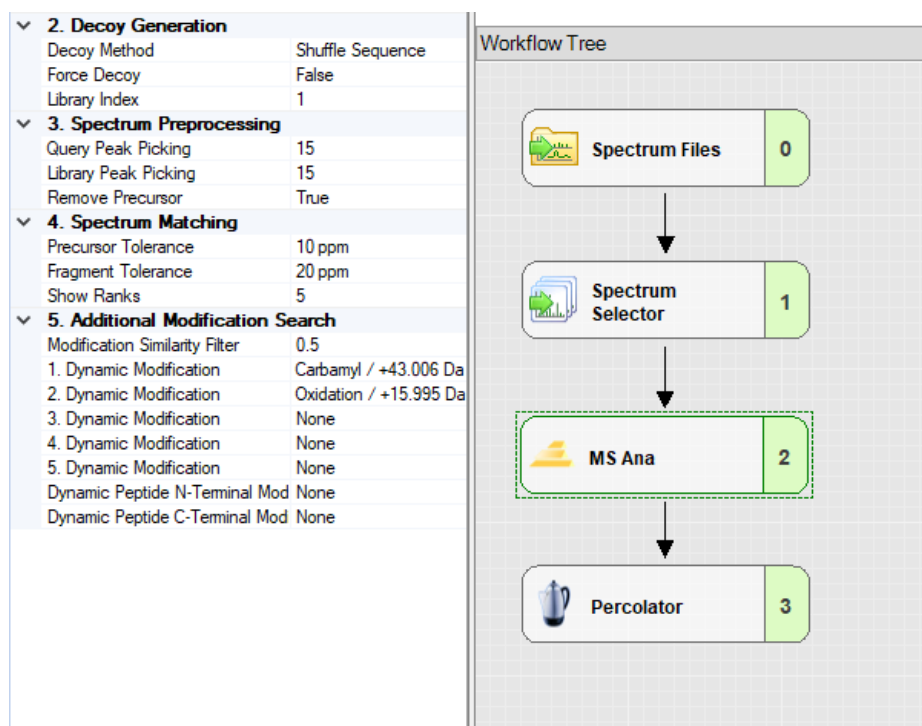 2. Decoy Generation
Decoy Method Shuffle Sequence
Force Decoy False
Library Index 1
3. Spectrum Preprocessing
Query Peak Picking 15
Library Peak Picking 15
Remove Precursor True
4. Spectrum Matching
Precursor Tolerance 10 ppm
Fragment Tolerance 20 ppm
Show Ranks 5
5. Additional Modification Search
Modification Similarity Filter 0.5
1. Dynamic Modification Carbamyl / +43.006 Da
2. Dynamic Modification Oxidation / +15.995 Da
3. Dynamic Modification None
4. Dynamic Modification None
5. Dynamic Modification None
Dynamic Peptide N-Terminal Mod None
Dynamic Peptide C-Terminal Mod None
Workflow Tree
Spectrum Files 0
Spectrum
Selector 1
MS Ana 2
Percolator 3